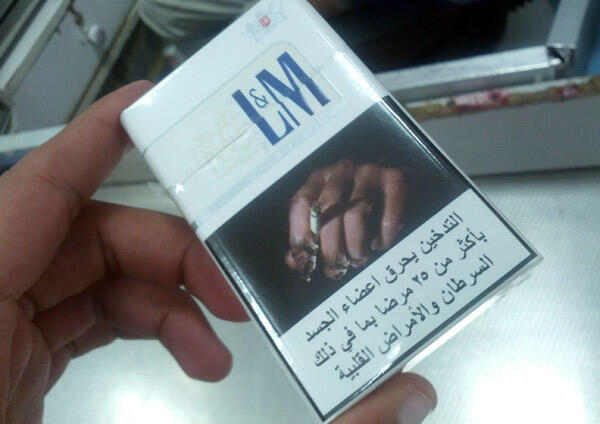 L&M
التدخين يحرق اعضاء الجسد
بأكثر من ٢٥ مرضا بما في ذلك
السرطان والأمراض القلبية